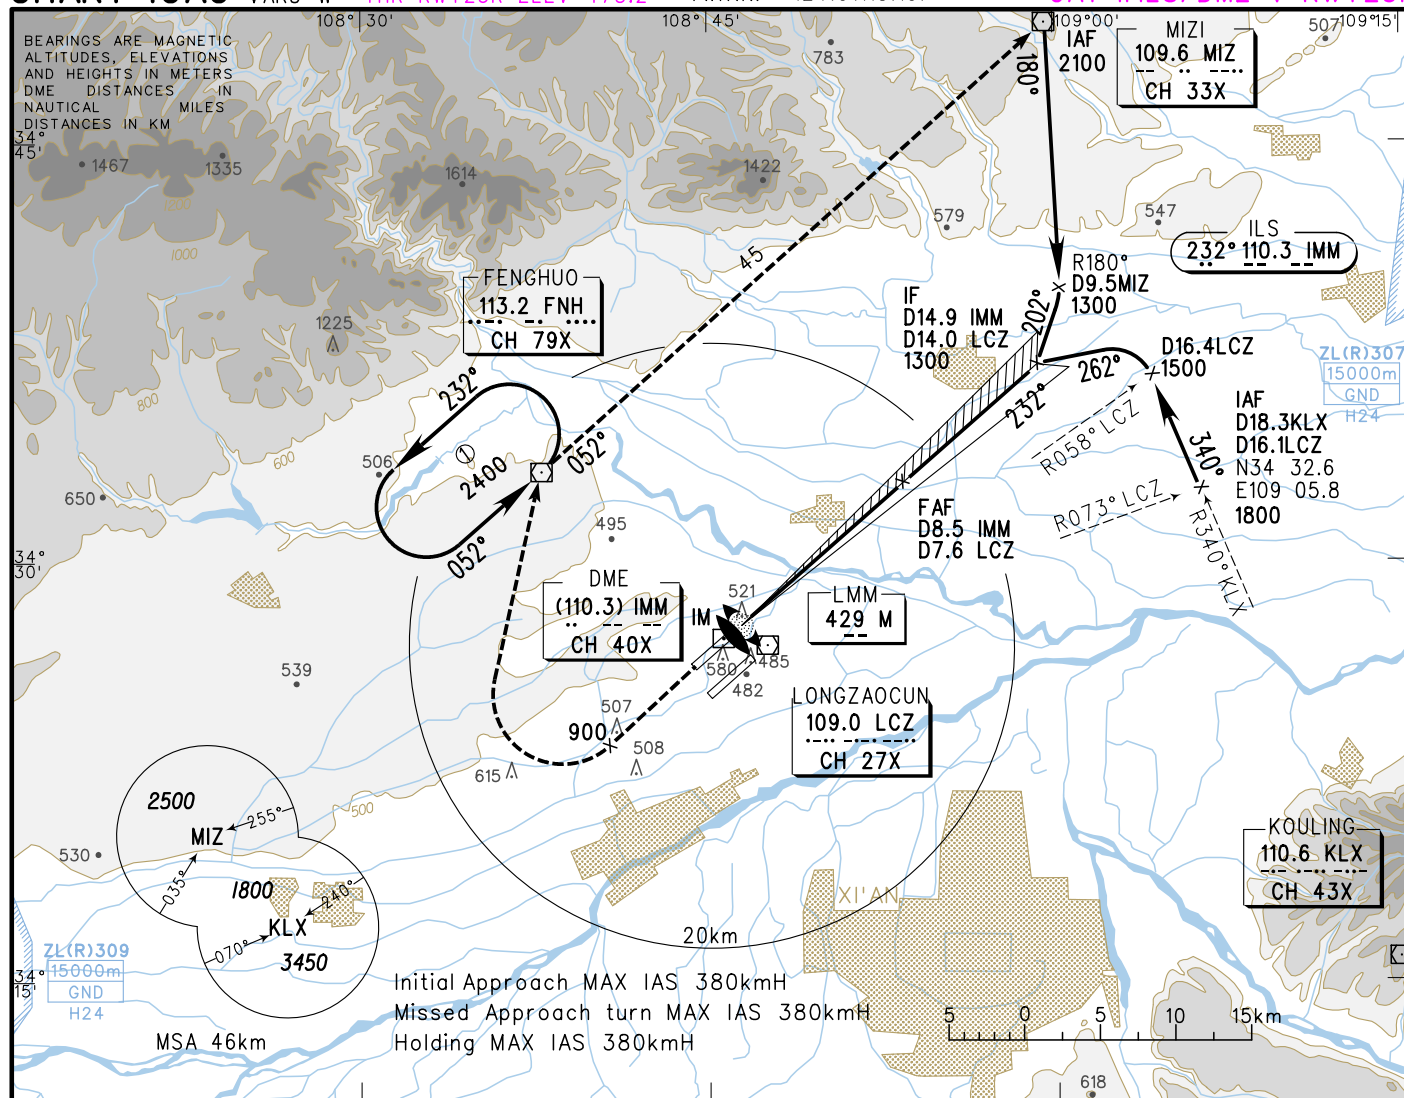 108°30'
108°45'
109°00'
507
109°15'
BEARINGS ARE MAGNETIC
ALTITUDES, ELEVATIONS
AND HEIGHTS IN METERS
DME DISTANCES IN
NAUTICAL MILES
DISTANCES IN KM
34°
45'
783
180°
IAF
2100
MIZI
109.6 MIZ
CH 33X
1467
1335
1614
1422
1200
1000
579
547
ILS
232° 110.3 IMM
45
FENGHUO
113.2 FNH
CH 79X
1225
R180°
D9.5MIZ
1300
IF
D14.9 IMM
D14.0 LCZ
1300
202°
D16.4LCZ
1500
262°
ZL(R)307
15000m
GND
H24
800
232°
232°
R058° LCZ
IAF
D18.3KLX
D16.1LCZ
N34 32.6
E109 05.8
1800
340°
600
506
1
2400
052°
650
R073° LCZ
R340° KLX
495
FAF
D8.5 IMM
D7.6 LCZ
052°
34°
30'
DME
(110.3) IMM
CH 40X
521
IM
LMM
429 M
580
485
482
539
LONGZAOCUN
109.0 LCZ
CH 27X
507
900
508
615
2500
MIZ
255°
500
530
035°
1800
240°
KLX
070°
3450
KOULING
110.6 KLX
CH 43X
XI'AN
20km
ZL(R)309
15000m
GND
H24
34°
15'
MSA 46km
Initial Approach MAX IAS 380kmH
Missed Approach turn MAX IAS 380kmH
Holding MAX IAS 380kmH
5 0 5 10 15km
618